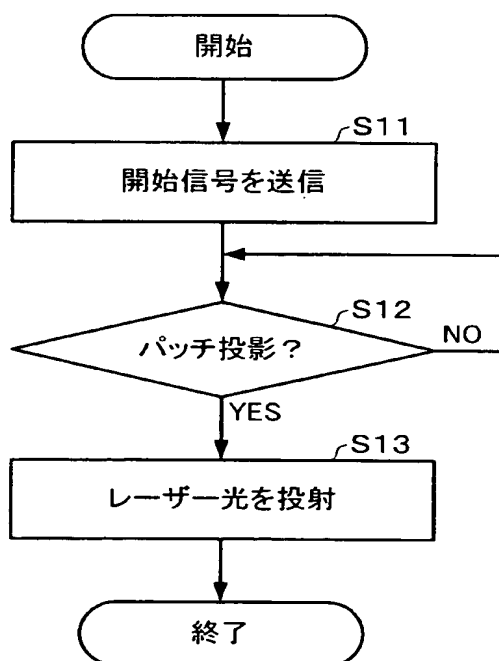 開始
S11
開始信号を送信
S12
パッチ投影？
NO
YES
S13
レーザー光を投射
終了